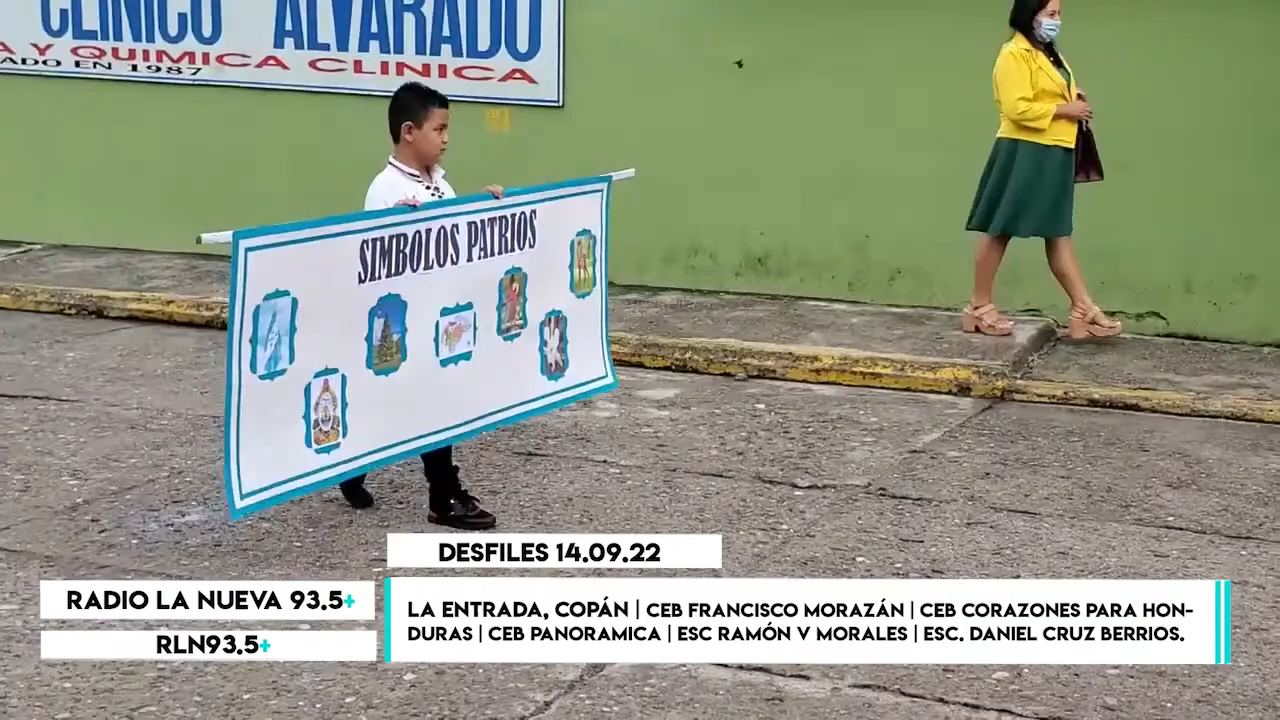 CLINICO ALVARADO
A Y QUIMICA CLINICA
ADO EN 1987
SIMBOLOS PATRIOS
DESFILES 14.09.22
RADIO LA NUEVA 93.5+
RLN93.5+
LA ENTRADA, COPÁN | CEB FRANCISCO MORAZÁN | CEB CORAZONES PARA HON-
DURAS | CEB PANORAMICA | ESC RAMÓN V MORALES | ESC. DANIEL CRUZ BERRIOS.